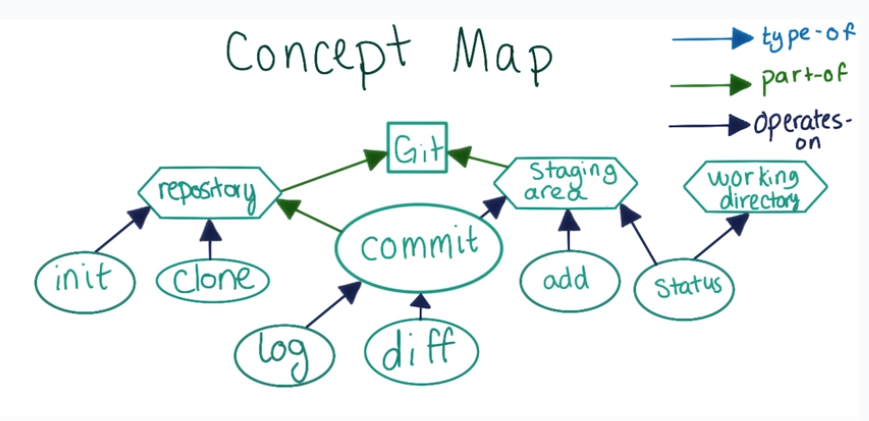 Concept Map
type-of
part-of
operates-
on
Git
repository
Staging
area
working
directory
commit
init
clone
add
status
log
diff